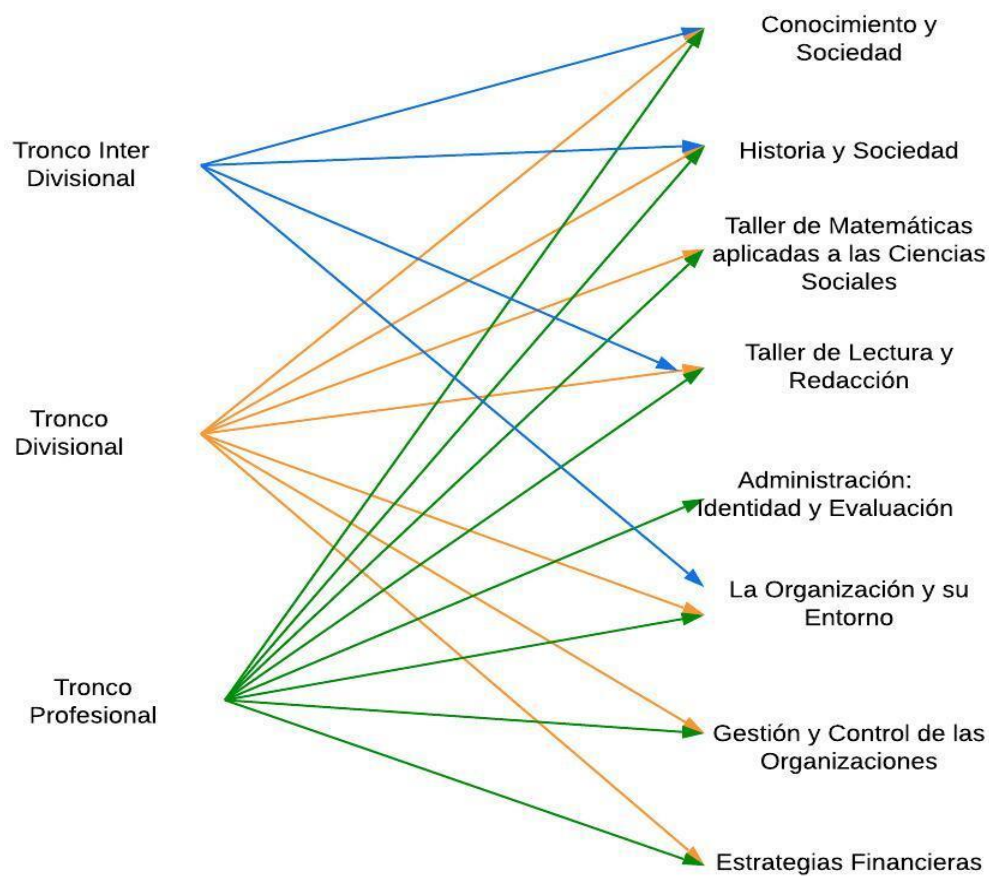 Tronco Inter
Divisional
Tronco
Divisional
Tronco
Profesional
Conocimiento y
Sociedad
Historia y Sociedad
Taller de Matemáticas
aplicadas a las Ciencias
Sociales
Taller de Lectura y
Redacción
Administración:
Identidad y Evaluación
La Organización y su
Entorno
Gestión y Control de las
Organizaciones
Estrategias Financieras